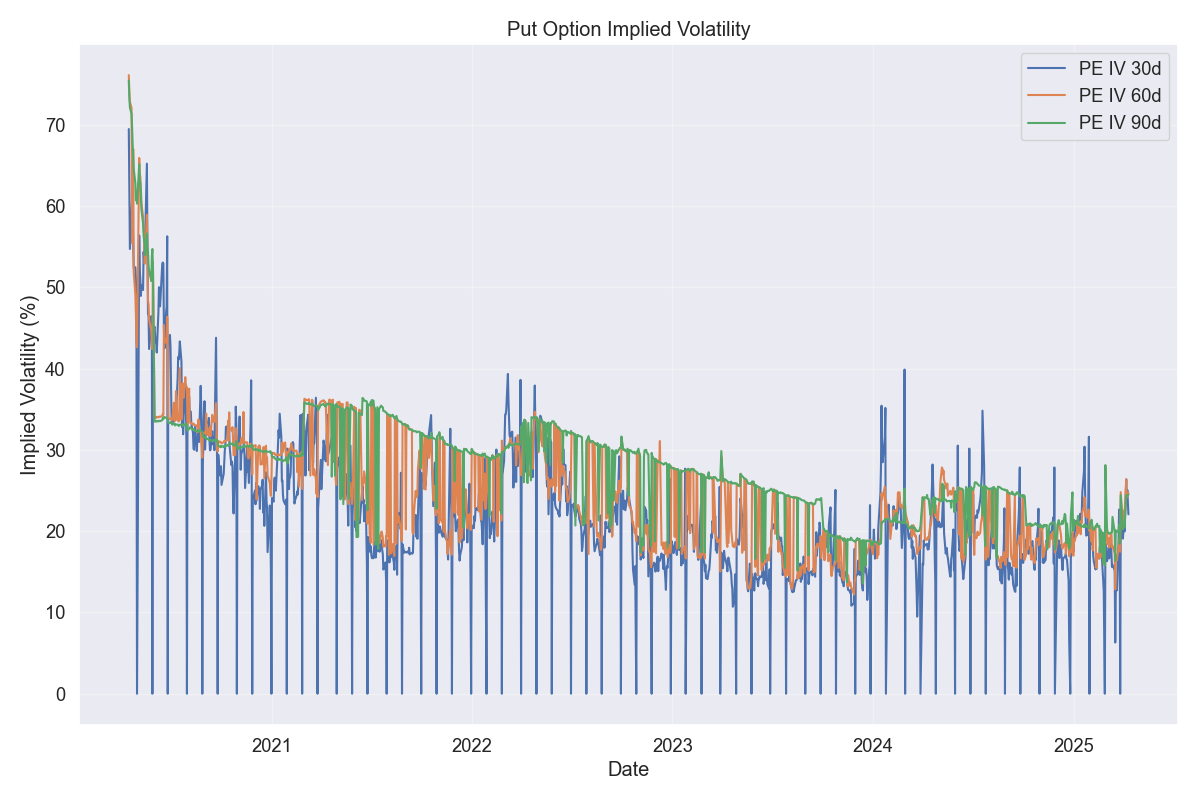 Put Option Implied Volatility
PE IV 30d
PE IV 60d
PE IV 90d
Implied Volatility (%)
70
60
50
40
30
20
10
0
2021
2022
2023
2024
2025
Date